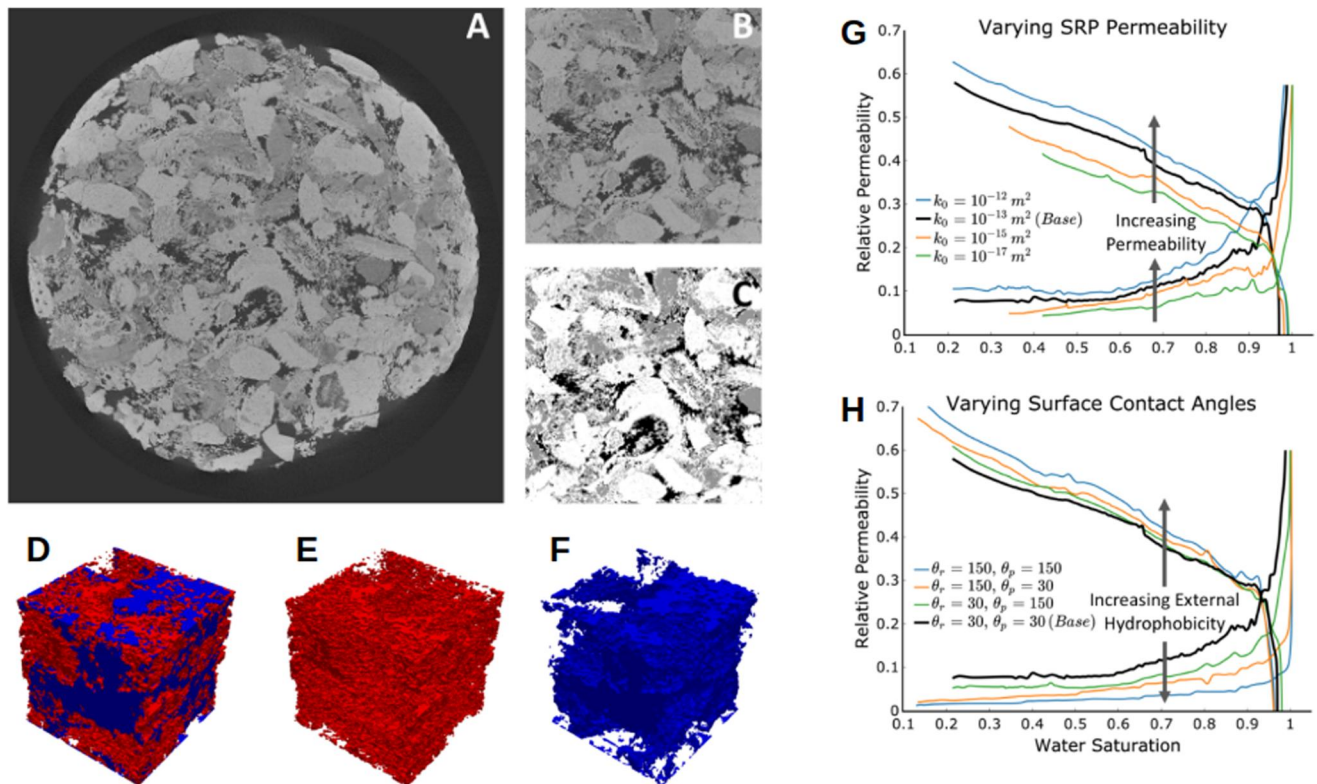 A
B
C
D
E
F
G
Varying SRP Permeability
Relative Permeability
0.7
0.6
0.5
0.4
0.3
0.2
0.1
0
k₀ = 10⁻¹² m²
k₀ = 10⁻¹³ m² (Base)
k₀ = 10⁻¹⁵ m²
k₀ = 10⁻¹⁷ m²
Increasing
Permeability
0.1 0.2 0.3 0.4 0.5 0.6 0.7 0.8 0.9 1
H
Varying Surface Contact Angles
Relative Permeability
0.7
0.6
0.5
0.4
0.3
0.2
0.1
0
θᵣ = 150, θₚ = 150
θᵣ = 150, θₚ = 30
θᵣ = 30, θₚ = 150
θᵣ = 30, θₚ = 30 (Base)
Increasing External
Hydrophobicity
0.1 0.2 0.3 0.4 0.5 0.6 0.7 0.8 0.9 1
Water Saturation